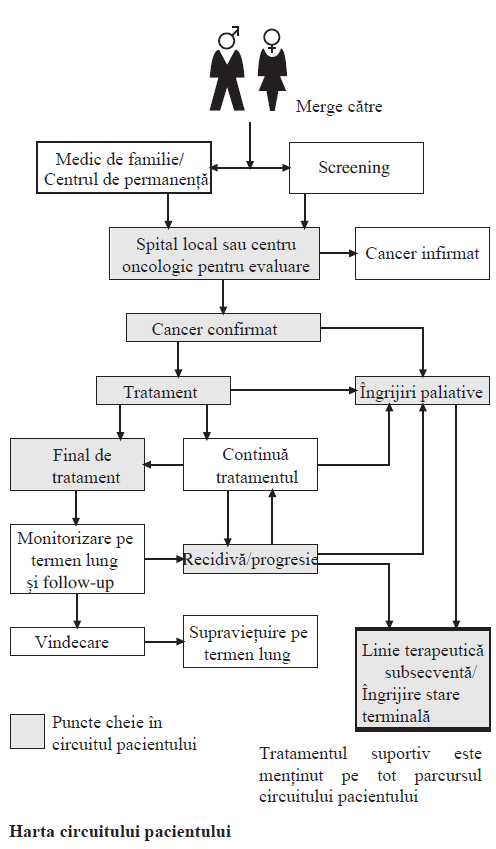 Merge către
Medic de familie/
Centrul de permanență
Screening
Spital local sau centru
oncologic pentru evaluare
Cancer infirmat
Cancer confirmat
Tratament
Îngrijiri paliative
Final de
tratament
Continuă
tratamentul
Monitorizare pe
termen lung
și follow-up
Recidivă/progresie
Vindecare
Supraviețuire pe
termen lung
Linie terapeutică
subsecventă/
Îngrijire stare
terminală
Puncte cheie în
circuitul pacientului
Tratamentul suportiv este
menținut pe tot parcursul
circuitului pacientului
Harta circuitului pacientului